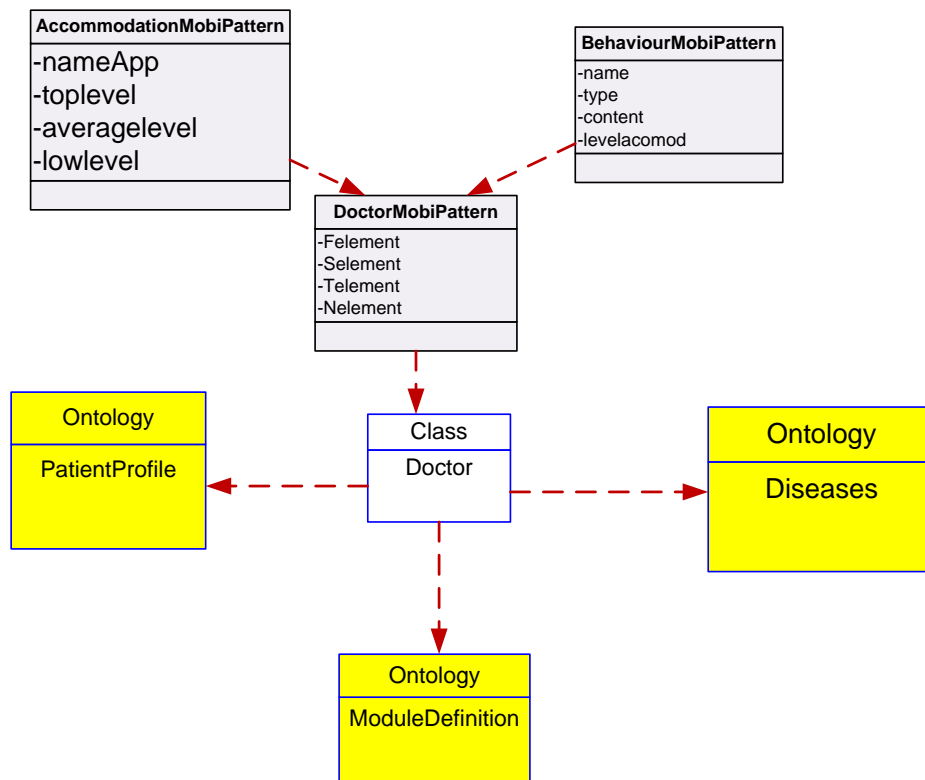 AccommodationMobiPattern
-nameApp
-toplevel
-averagelevel
-lowlevel
BehaviourMobiPattern
-name
-type
-content
-levelacomod
DoctorMobiPattern
-Felement
-Selement
-Telement
-Nelement
Ontology
PatientProfile
Class
Doctor
Ontology
Diseases
Ontology
ModuleDefinition